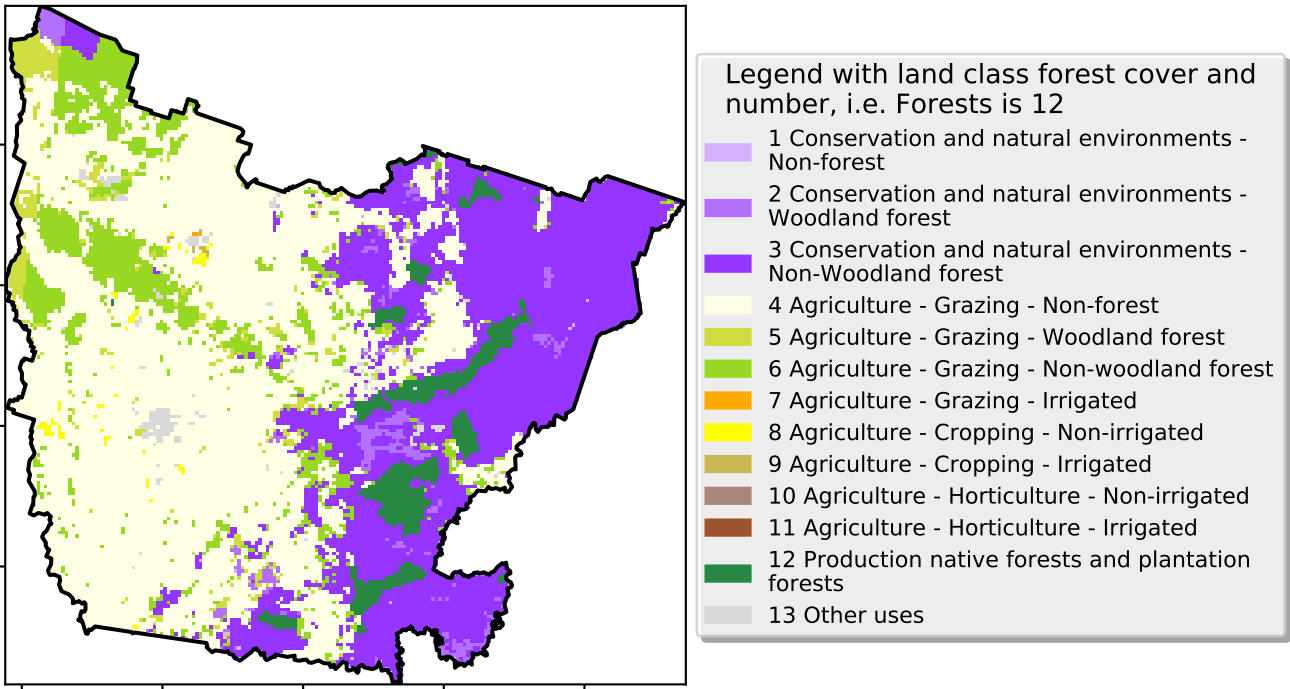 Legend with land class forest cover and
number, i.e. Forests is 12
1 Conservation and natural environments -
Non-forest
2 Conservation and natural environments -
Woodland forest
3 Conservation and natural environments -
Non-Woodland forest
4 Agriculture - Grazing - Non-forest
5 Agriculture - Grazing - Woodland forest
6 Agriculture - Grazing - Non-woodland forest
7 Agriculture - Grazing - Irrigated
8 Agriculture - Cropping - Non-irrigated
9 Agriculture - Cropping - Irrigated
10 Agriculture - Horticulture - Non-irrigated
11 Agriculture - Horticulture - Irrigated
12 Production native forests and plantation
forests
13 Other uses